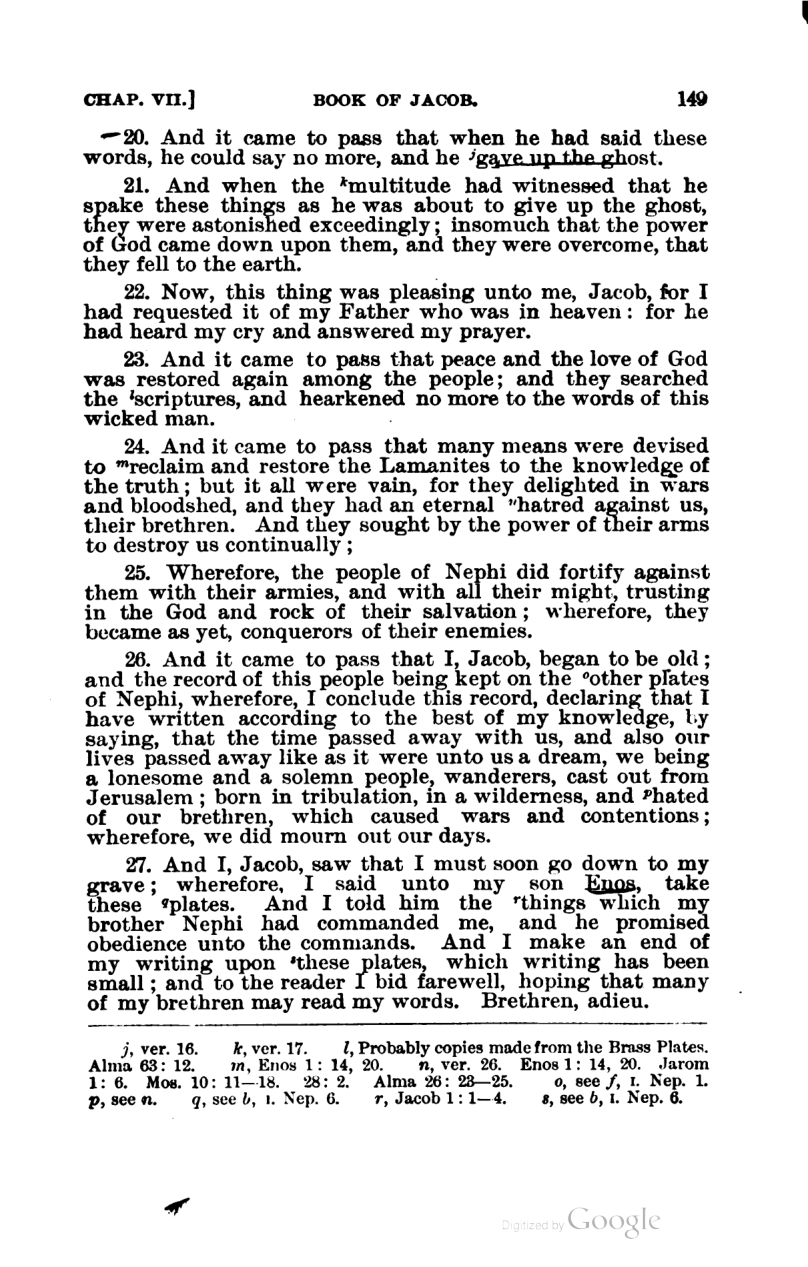 CHAP. VII.] BOOK OF JACOB. 149
20. And it came to pass that when he had said these
words, he could say no more, and he ʲgave up the ghost.
21. And when the ᵏmultitude had witnessed that he
spake these things as he was about to give up the ghost,
they were astonished exceedingly; insomuch that the power
of God came down upon them, and they were overcome, that
they fell to the earth.
22. Now, this thing was pleasing unto me, Jacob, for I
had requested it of my Father who was in heaven: for he
had heard my cry and answered my prayer.
23. And it came to pass that peace and the love of God
was restored again among the people; and they searched
the ˡscriptures, and hearkened no more to the words of this
wicked man.
24. And it came to pass that many means were devised
to ᵐreclaim and restore the Lamanites to the knowledge of
the truth; but it all were vain, for they delighted in wars
and bloodshed, and they had an eternal ⁿhatred against us,
their brethren. And they sought by the power of their arms
to destroy us continually;
25. Wherefore, the people of Nephi did fortify against
them with their armies, and with all their might, trusting
in the God and rock of their salvation; wherefore, they
became as yet, conquerors of their enemies.
26. And it came to pass that I, Jacob, began to be old;
and the record of this people being kept on the ᵒother plates
of Nephi, wherefore, I conclude this record, declaring that I
have written according to the best of my knowledge, by
saying, that the time passed away with us, and also our
lives passed away like as it were unto us a dream, we being
a lonesome and a solemn people, wanderers, cast out from
Jerusalem; born in tribulation, in a wilderness, and ᵖhated
of our brethren, which caused wars and contentions;
wherefore, we did mourn out our days.
27. And I, Jacob, saw that I must soon go down to my
grave; wherefore, I said unto my son Enos, take
these ᑫplates. And I told him the ʳthings which my
brother Nephi had commanded me, and he promised
obedience unto the commands. And I make an end of
my writing upon ˢthese plates, which writing has been
small; and to the reader I bid farewell, hoping that many
of my brethren may read my words. Brethren, adieu.
j, ver. 16. k, ver. 17. l, Probably copies made from the Brass Plates.
Alma 63: 12. m, Enos 1: 14, 20. n, ver. 26. Enos 1: 14, 20. Jarom
1: 6. Mos. 10: 11—18. 28: 2. Alma 26: 23—25. o, see f, I. Nep. 1.
p, see n. q, see b, I. Nep. 6. r, Jacob 1: 1—4. s, see b, I. Nep. 6.
Digitized by Google